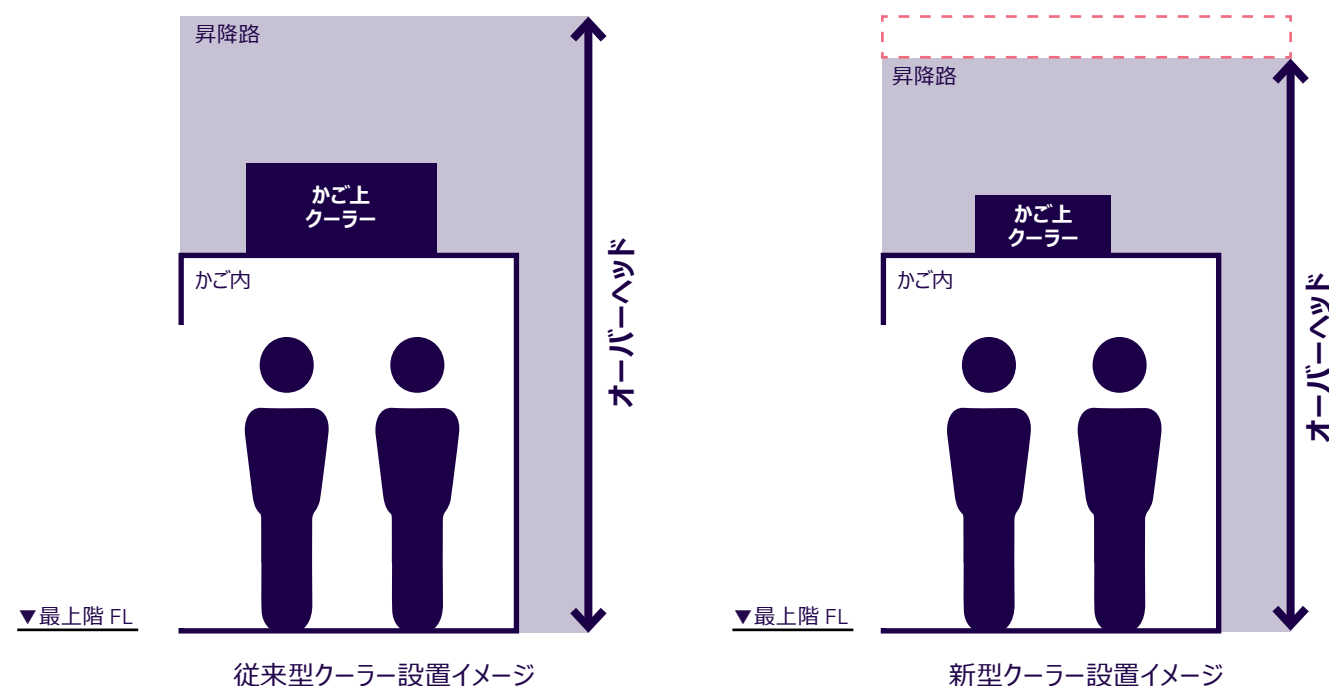 昇降路
かご上
クーラー
かご内
オーバーヘッド
▼最上階 FL
従来型クーラー設置イメージ
昇降路
かご上
クーラー
かご内
オーバーヘッド
▼最上階 FL
新型クーラー設置イメージ